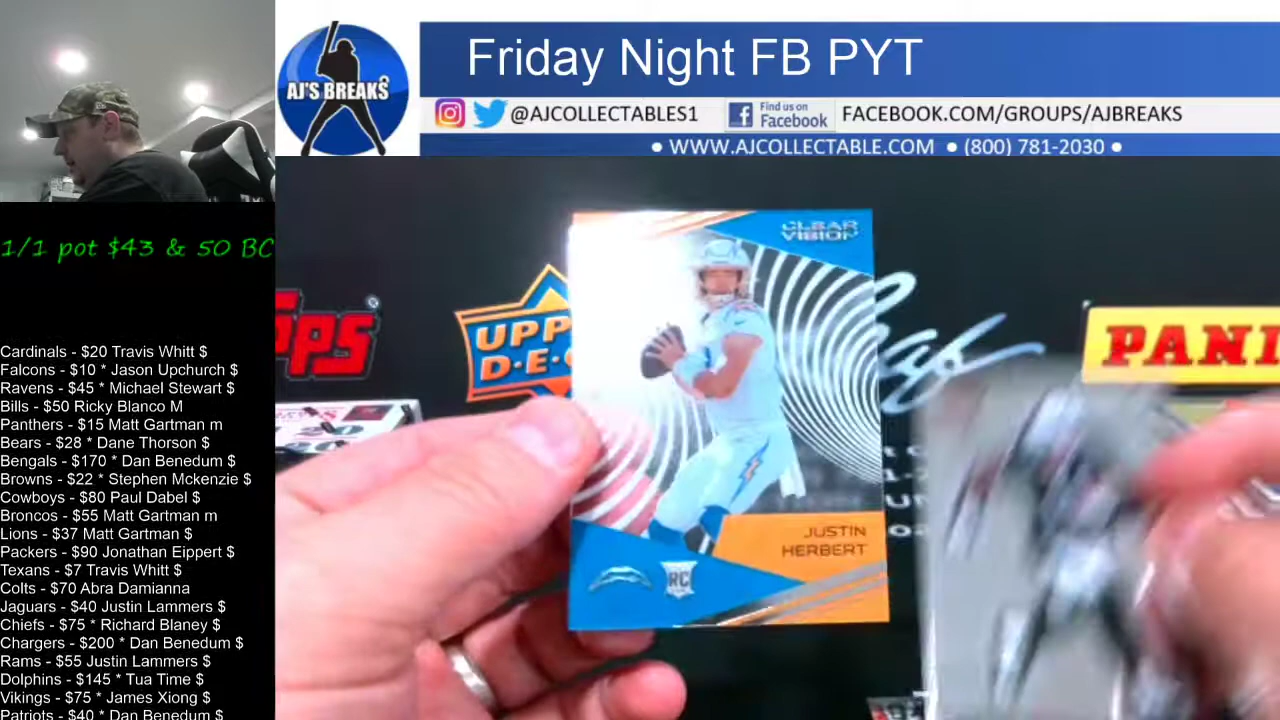 Friday Night FB PYT
AJ'S BREAKS
@AJCOLLECTABLES1
Find us on
Facebook
FACEBOOK.COM/GROUPS/AJBREAKS
• WWW.AJCOLLECTABLE.COM • (800) 781-2030 •
1/1 pot $43 & 50 BC
Cardinals - $20 Travis Whitt $
Falcons - $10 * Jason Upchurch $
Ravens - $45 * Michael Stewart $
Bills - $50 Ricky Blanco M
Panthers - $15 Matt Gartman m
Bears - $28 * Dane Thorson $
Bengals - $170 * Dan Benedum $
Browns - $22 * Stephen Mckenzie $
Cowboys - $80 Paul Dabel $
Broncos - $55 Matt Gartman m
Lions - $37 Matt Gartman $
Packers - $90 Jonathan Eippert $
Texans - $7 Travis Whitt $
Colts - $70 Abra Damianna
Jaguars - $40 Justin Lammers $
Chiefs - $75 * Richard Blaney $
Chargers - $200 * Dan Benedum $
Rams - $55 Justin Lammers $
Dolphins - $145 * Tua Time $
Vikings - $75 * James Xiong $
Patriots - $40 * Dan Benedum $
CLEAR
VISION
UPP
D·E·C
PANI
JUSTIN
HERBERT
RC